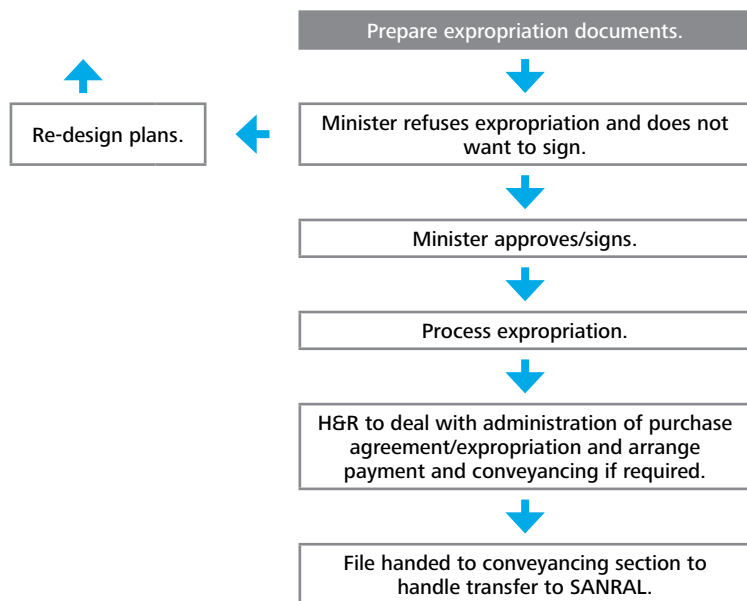 Prepare expropriation documents.
Re-design plans.
Minister refuses expropriation and does not
want to sign.
Minister approves/signs.
Process expropriation.
H&R to deal with administration of purchase
agreement/expropriation and arrange
payment and conveyancing if required.
File handed to conveyancing section to
handle transfer to SANRAL.